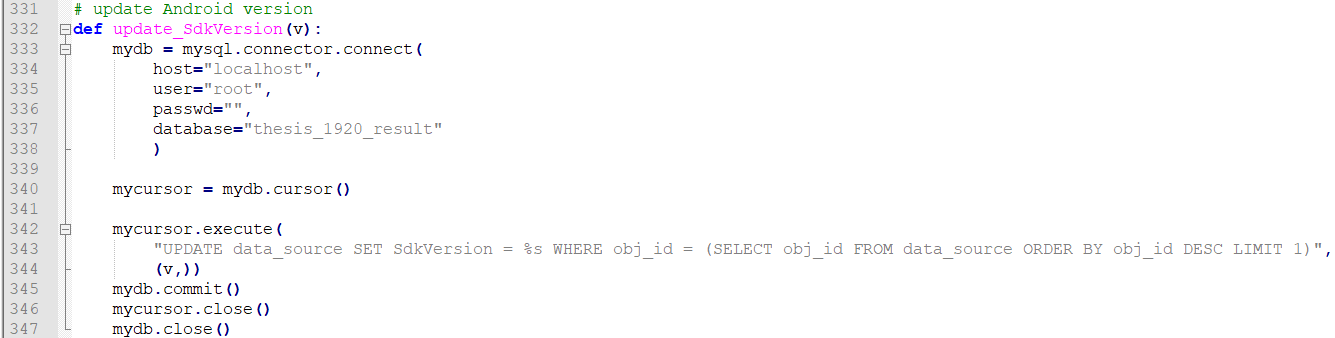 331 # update Android version
332 def update_SdkVersion(v):
333 mydb = mysql.connector.connect(
334 host="localhost",
335 user="root",
336 passwd="",
337 database="thesis_1920_result"
338 )
339
340 mycursor = mydb.cursor()
341
342 mycursor.execute(
343 "UPDATE data_source SET SdkVersion = %s WHERE obj_id = (SELECT obj_id FROM data_source ORDER BY obj_id DESC LIMIT 1)",
344 (v,))
345 mydb.commit()
346 mycursor.close()
347 mydb.close()